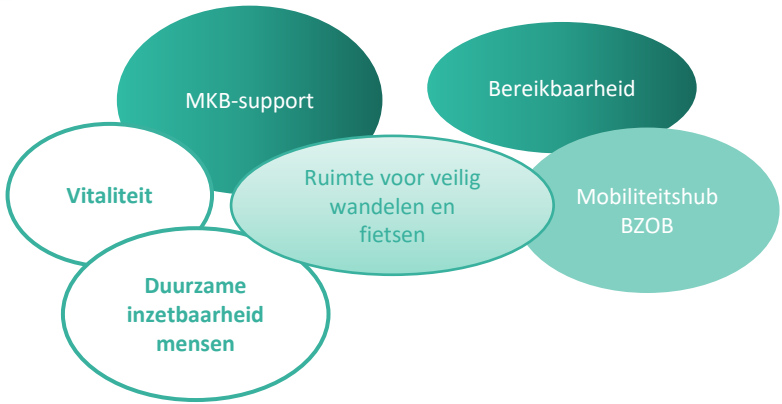 MKB-support
Bereikbaarheid
Vitaliteit
Ruimte voor veilig
wandelen en
fietsen
Mobiliteitshub
BZOB
Duurzame
inzetbaarheid
mensen